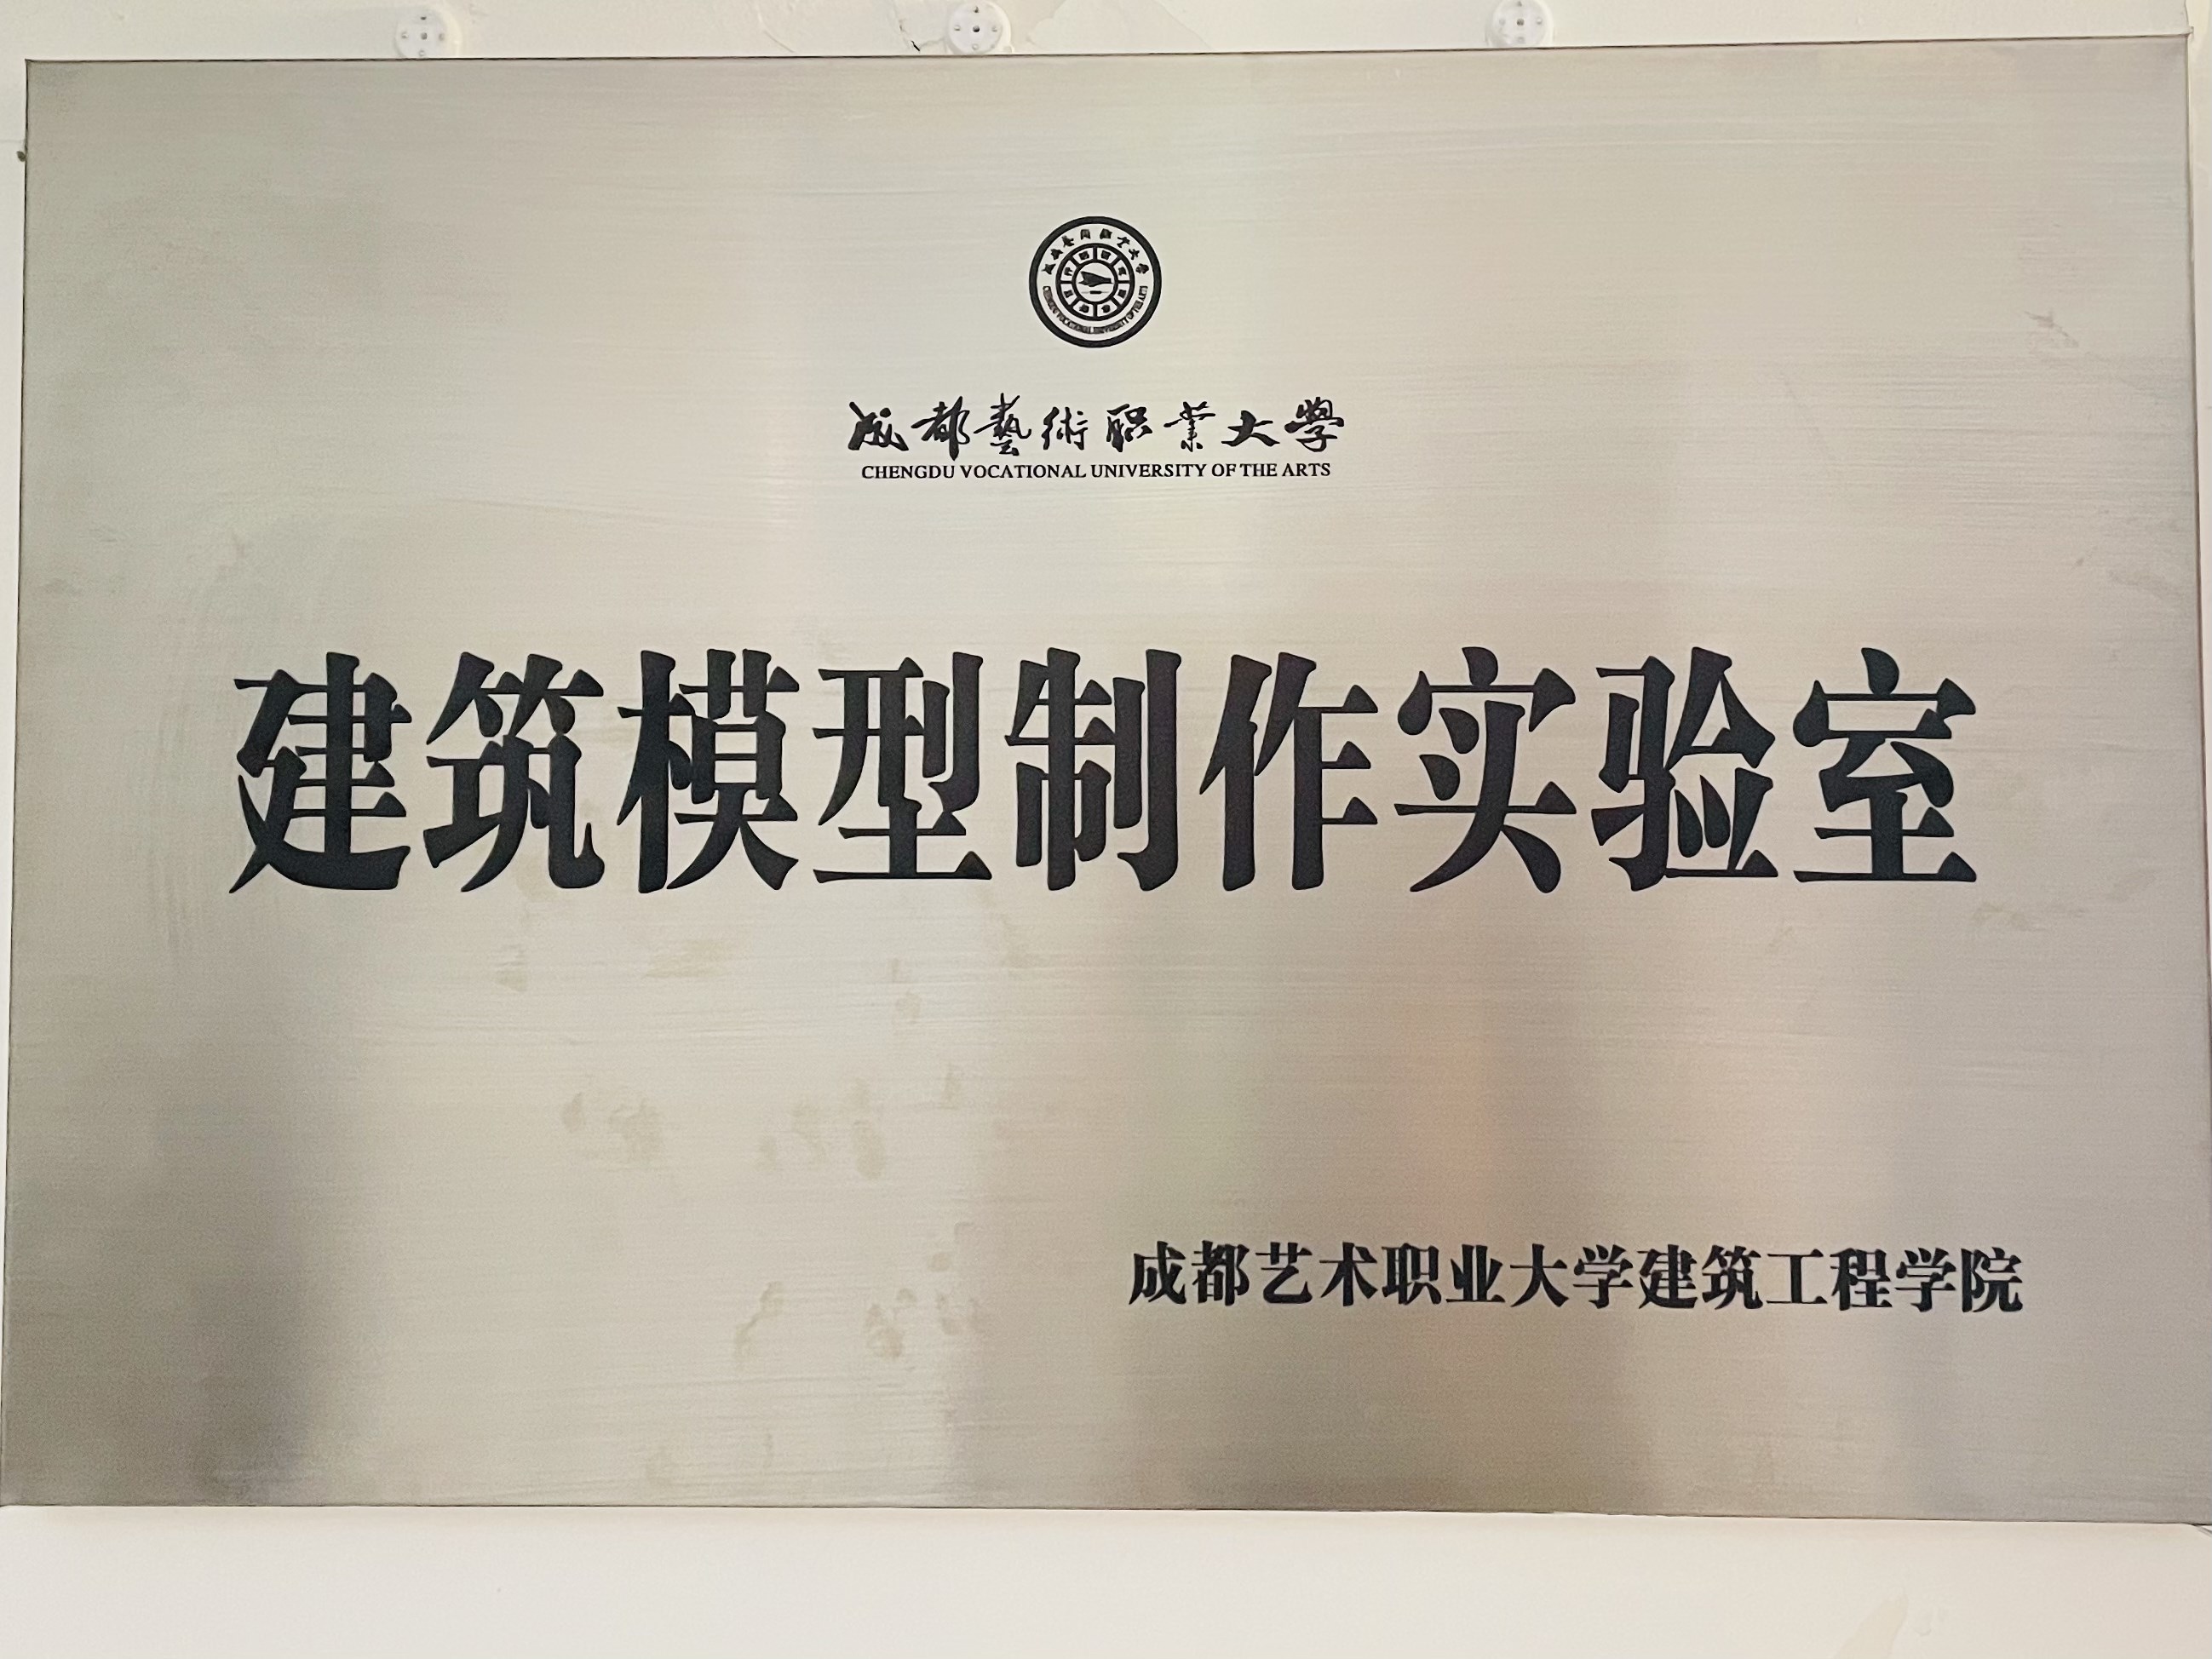 成都藝術职業大學
CHENGDU VOCATIONAL UNIVERSITY OF THE ARTS
建筑模型制作实验室
成都艺术职业大学建筑工程学院